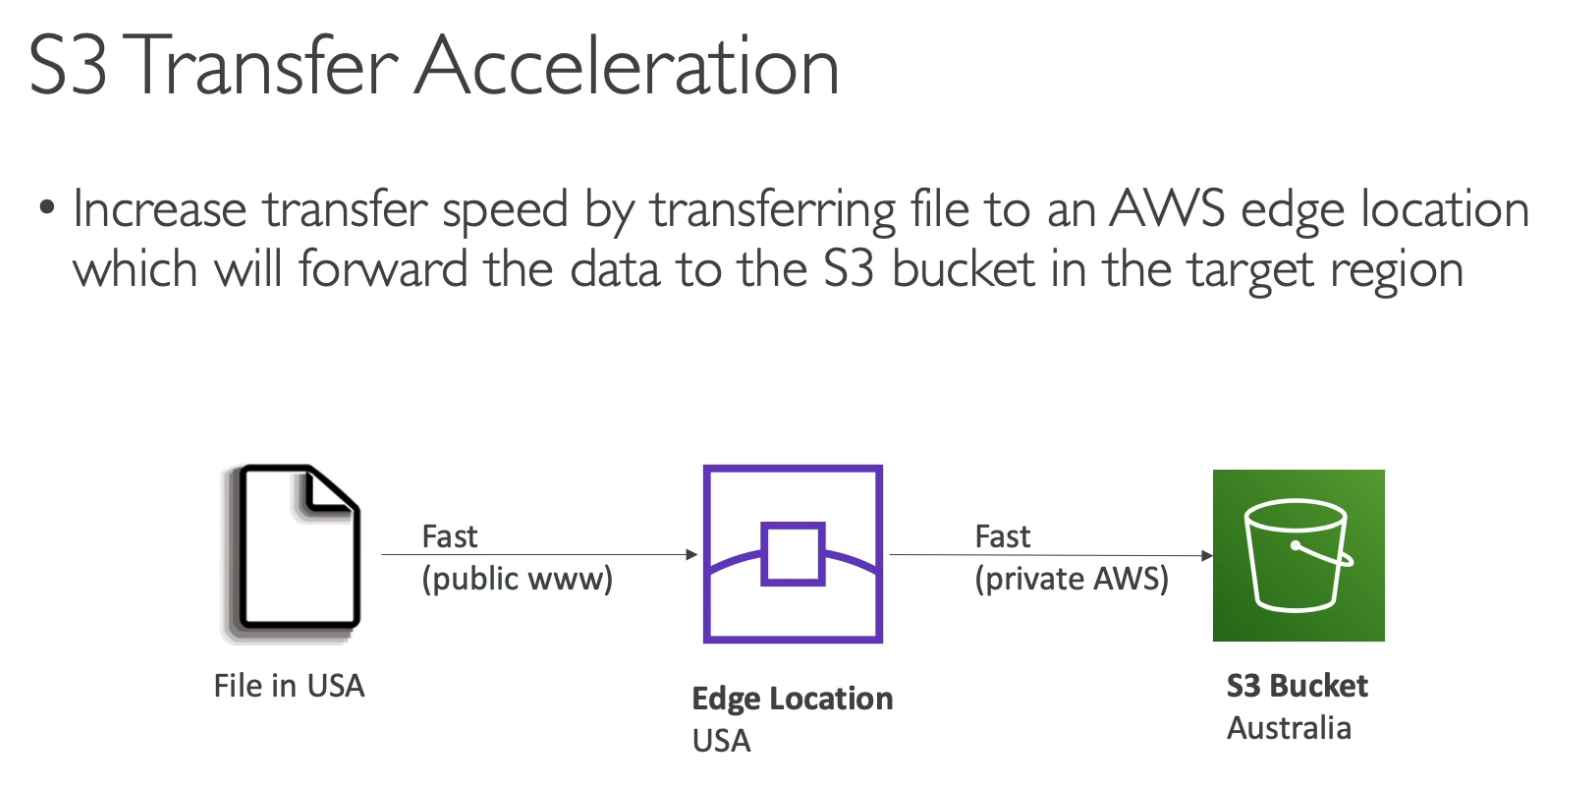 S3 Transfer Acceleration
• Increase transfer speed by transferring file to an AWS edge location
which will forward the data to the S3 bucket in the target region
Fast
(public www)
Fast
(private AWS)
File in USA
Edge Location
USA
S3 Bucket
Australia